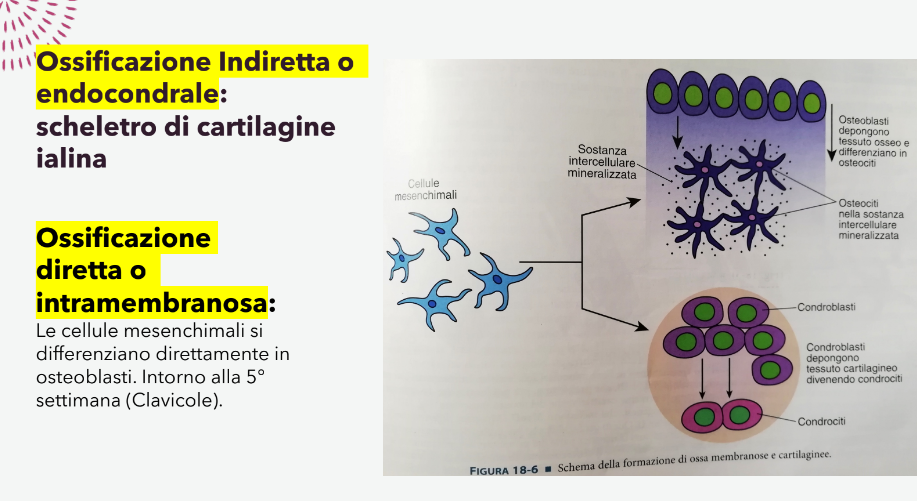 Ossificazione Indiretta o
endocondrale:
scheletro di cartilagine
ialina
Ossificazione
diretta o
intramembranosa:
Le cellule mesenchimali si
differenziano direttamente in
osteoblasti. Intorno alla 5°
settimana (Clavicole).
Cellule
mesenchimali
Sostanza
intercellulare
mineralizzata
Osteoblasti
depongono
tessuto osseo e
differenziano in
osteociti
Osteociti
nella sostanza
intercellulare
mineralizzata
Condroblasti
Condroblasti
depongono
tessuto cartilagineo
divenendo condrociti
Condrociti
FIGURA 18-6 ■ Schema della formazione di ossa membranose e cartilaginee.